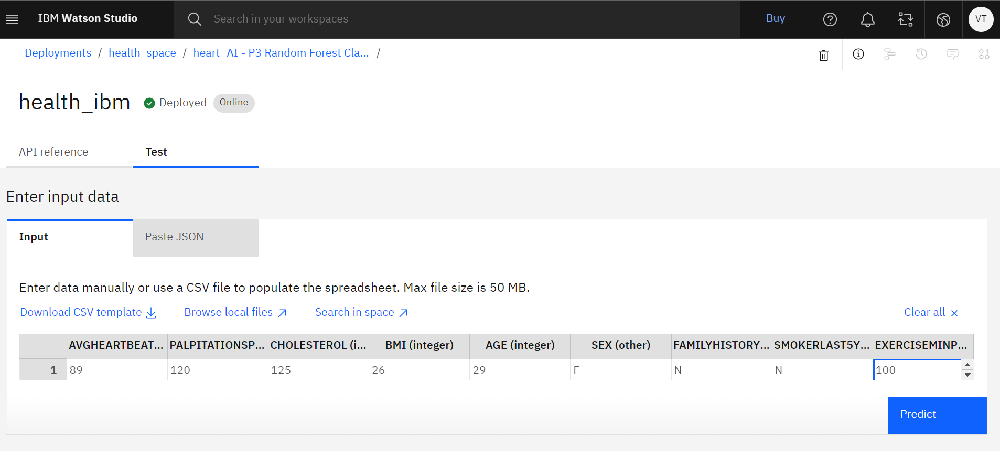 IBM Watson Studio
Search in your workspaces
Buy
VT
Deployments / health_space / heart_AI - P3 Random Forest Cla... /
health_ibm
Deployed
Online
API reference
Test
Enter input data
Input
Paste JSON
Enter data manually or use a CSV file to populate the spreadsheet. Max file size is 50 MB.
Download CSV template
Browse local files
Search in space
Clear all ×
AVGHEARTBEAT... PALPITATIONSP... CHOLESTEROL (i... BMI (integer) AGE (integer) SEX (other) FAMILYHISTORY... SMOKERLAST5Y... EXERCISEMINP...
1 89 120 125 26 29 F N N 100
Predict